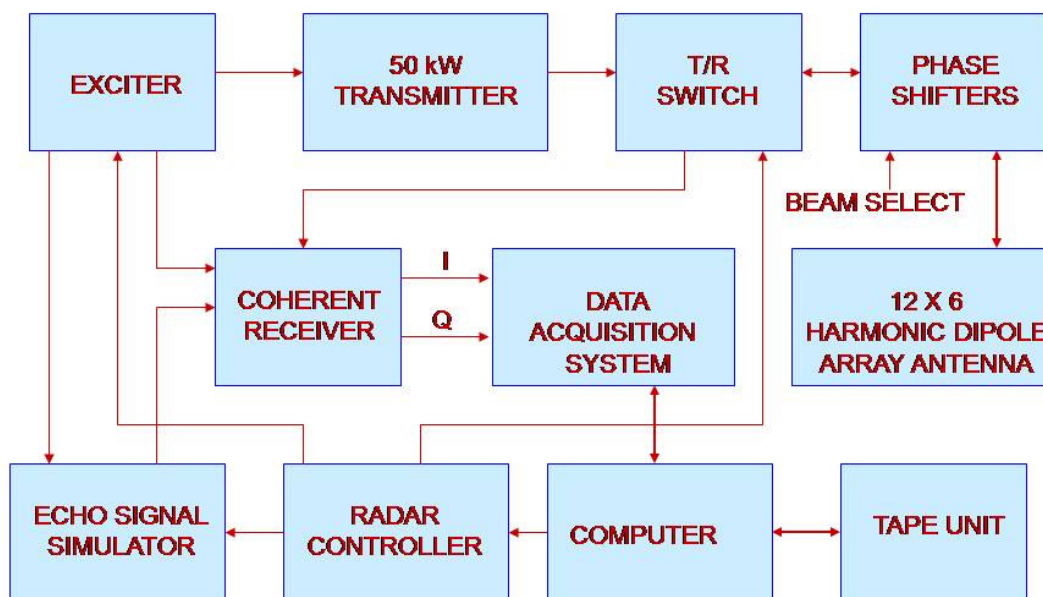 EXCITER
50 kW
TRANSMITTER
T/R
SWITCH
PHASE
SHIFTERS
BEAM SELECT
COHERENT
RECEIVER
I
Q
DATA
ACQUISITION
SYSTEM
12 X 6
HARMONIC DIPOLE
ARRAY ANTENNA
ECHO SIGNAL
SIMULATOR
RADAR
CONTROLLER
COMPUTER
TAPE UNIT